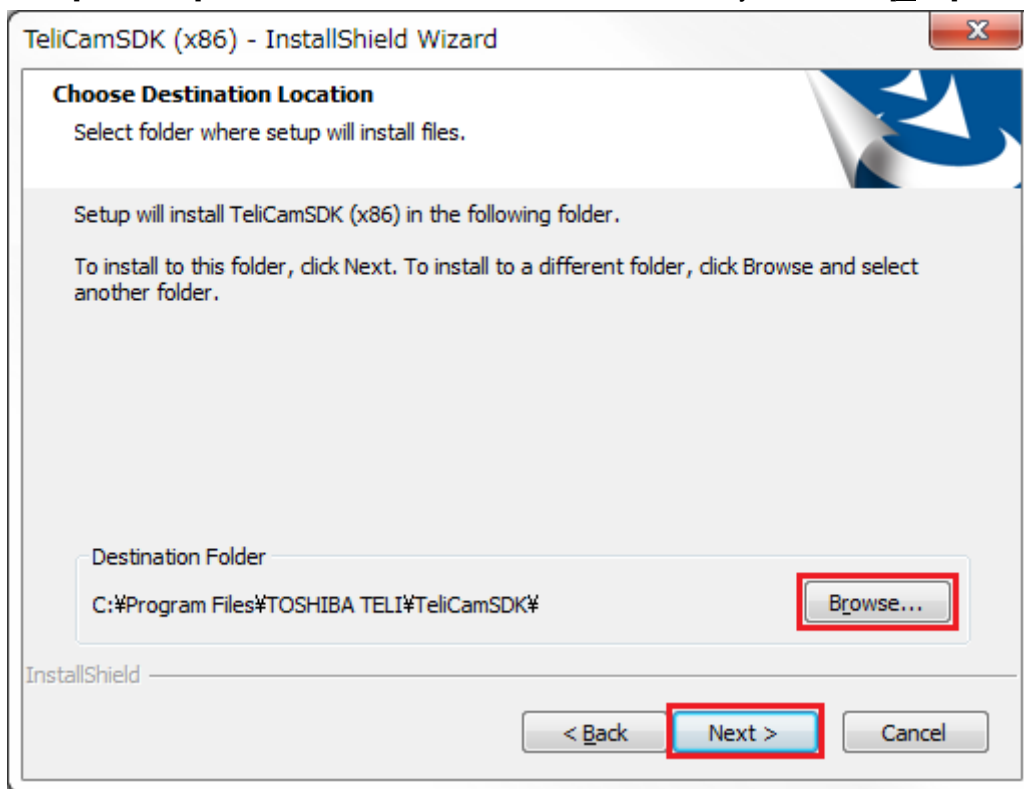 TeliCamSDK (x86) - InstallShield Wizard
Choose Destination Location
Select folder where setup will install files.
Setup will install TeliCamSDK (x86) in the following folder.
To install to this folder, click Next. To install to a different folder, click Browse and select
another folder.
Destination Folder
C:¥Program Files¥TOSHIBA TELI¥TeliCamSDK¥
Browse...
InstallShield
< Back
Next >
Cancel